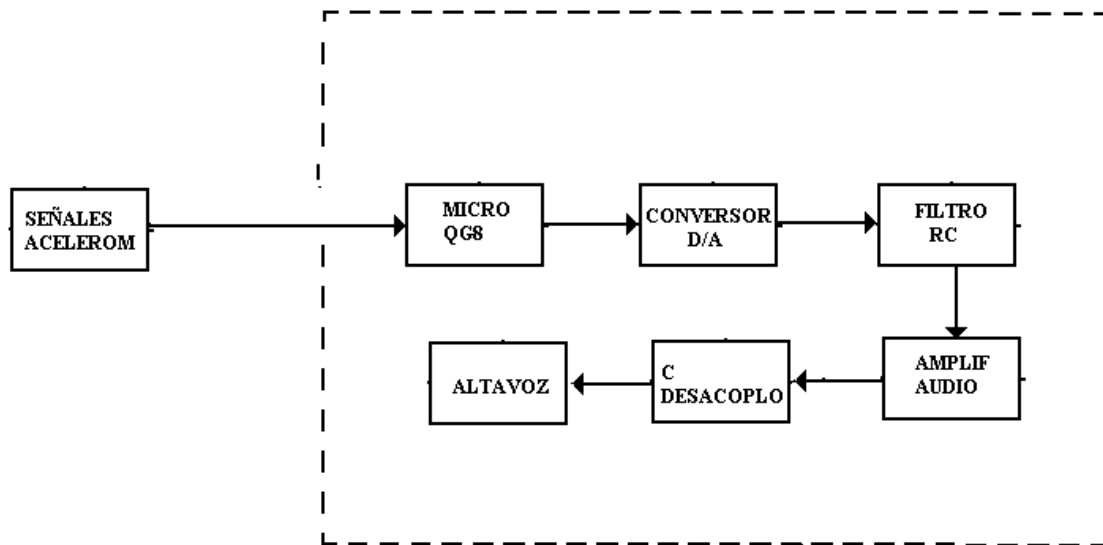 SEÑALES
ACELEROM
MICRO
QG8
CONVERSOR
D/A
FILTRO
RC
AMPLIF
AUDIO
C
DESACOPLO
ALTAVOZ